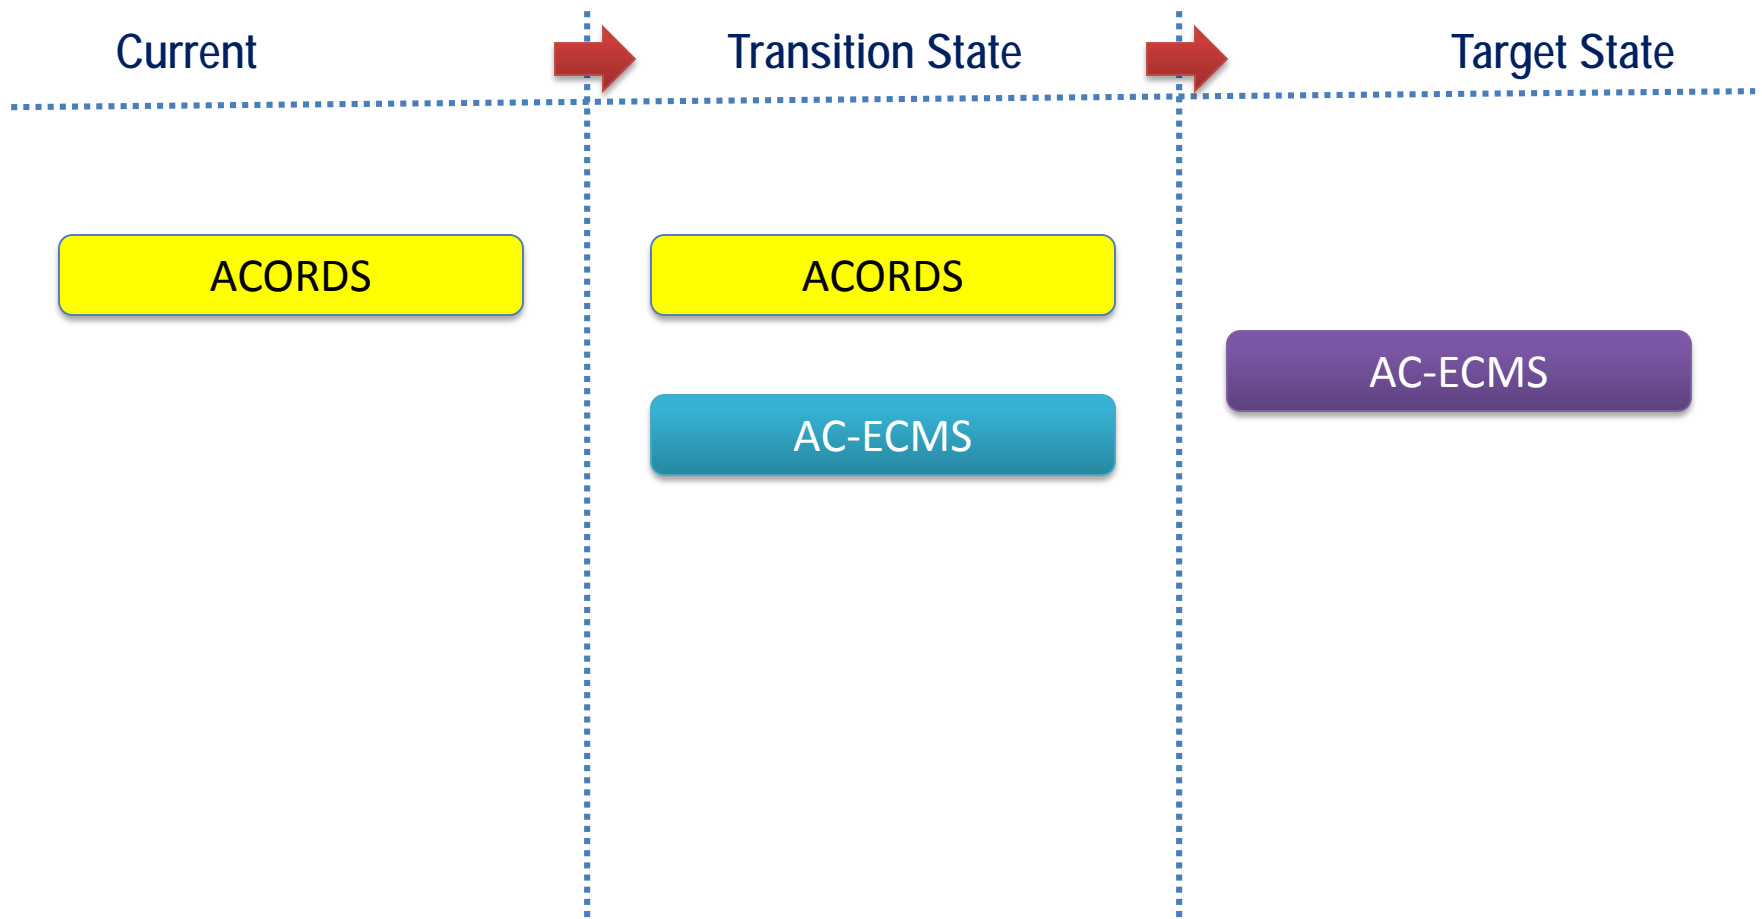 Current
Transition State
Target State
ACORDS
ACORDS
AC-ECMS
AC-ECMS